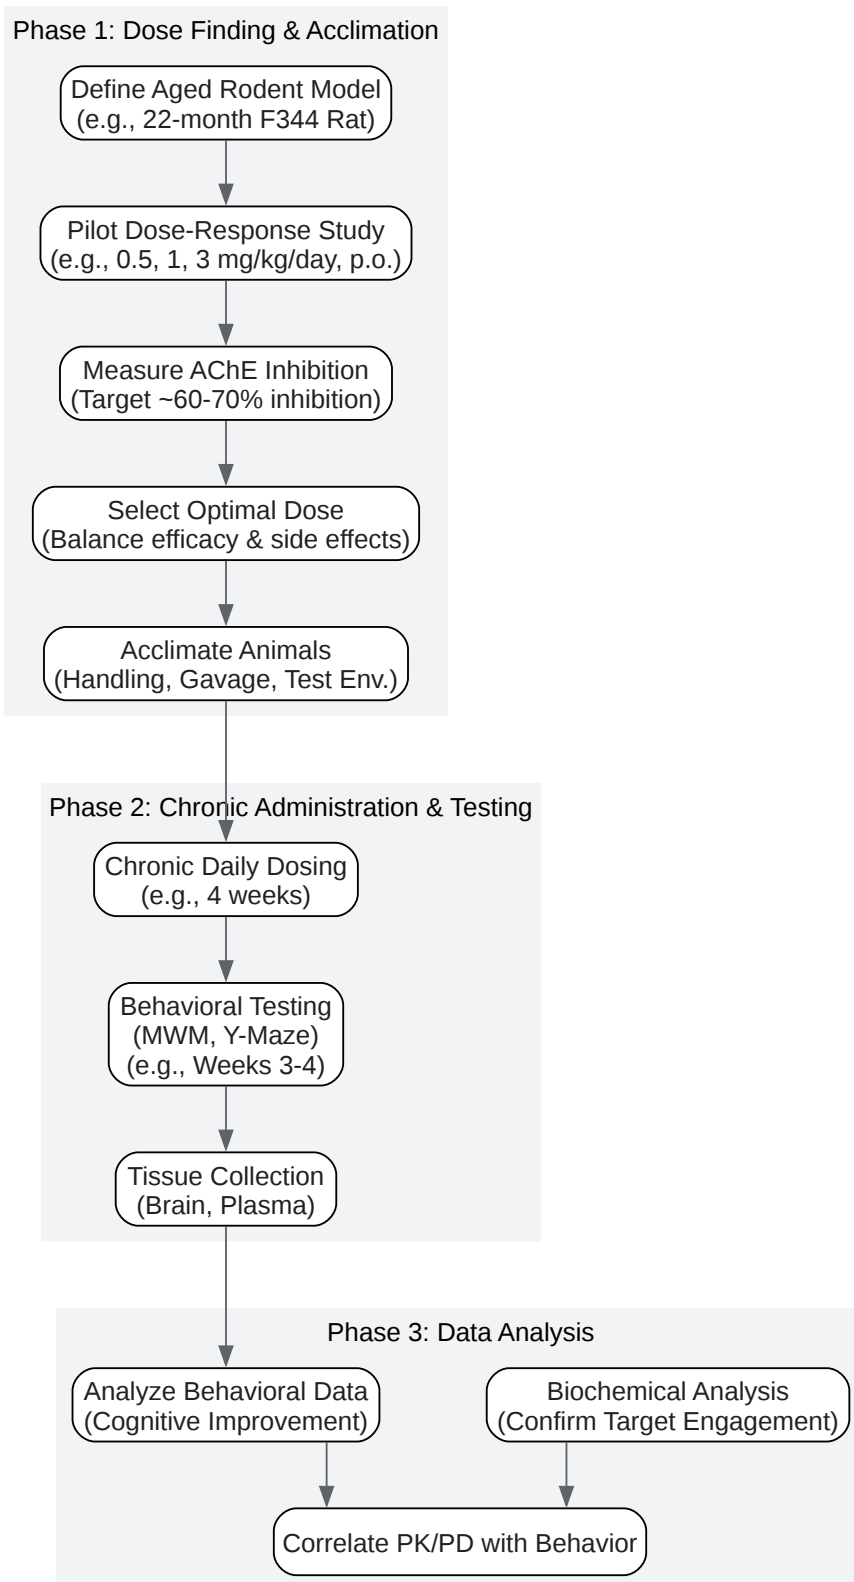 Phase 1: Dose Finding & Acclimation
Define Aged Rodent Model
(e.g., 22-month F344 Rat)
Pilot Dose-Response Study
(e.g., 0.5, 1, 3 mg/kg/day, p.o.)
Measure AChE Inhibition
(Target ~60-70% inhibition)
Select Optimal Dose
(Balance efficacy & side effects)
Acclimate Animals
(Handling, Gavage, Test Env.)
Phase 2: Chronic Administration & Testing
Chronic Daily Dosing
(e.g., 4 weeks)
Behavioral Testing
(MWM, Y-Maze)
(e.g., Weeks 3-4)
Tissue Collection
(Brain, Plasma)
Phase 3: Data Analysis
Analyze Behavioral Data
(Cognitive Improvement)
Biochemical Analysis
(Confirm Target Engagement)
Correlate PK/PD with Behavior